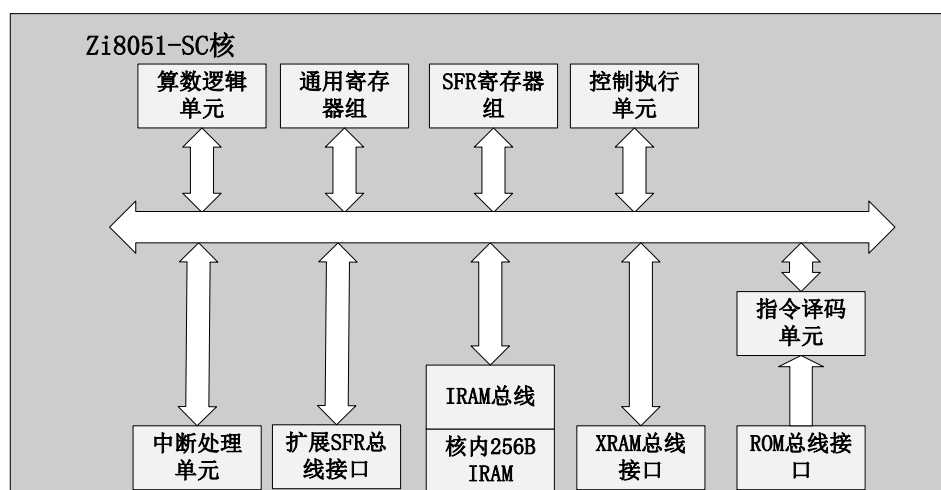 Zi8051-SC核
算数逻辑
单元
通用寄存
器组
SFR寄存器
组
控制执行
单元
指令译码
单元
IRAM总线
核内256B
IRAM
中断处理
单元
扩展SFR总
线接口
XRAM总线
接口
ROM总线接
口